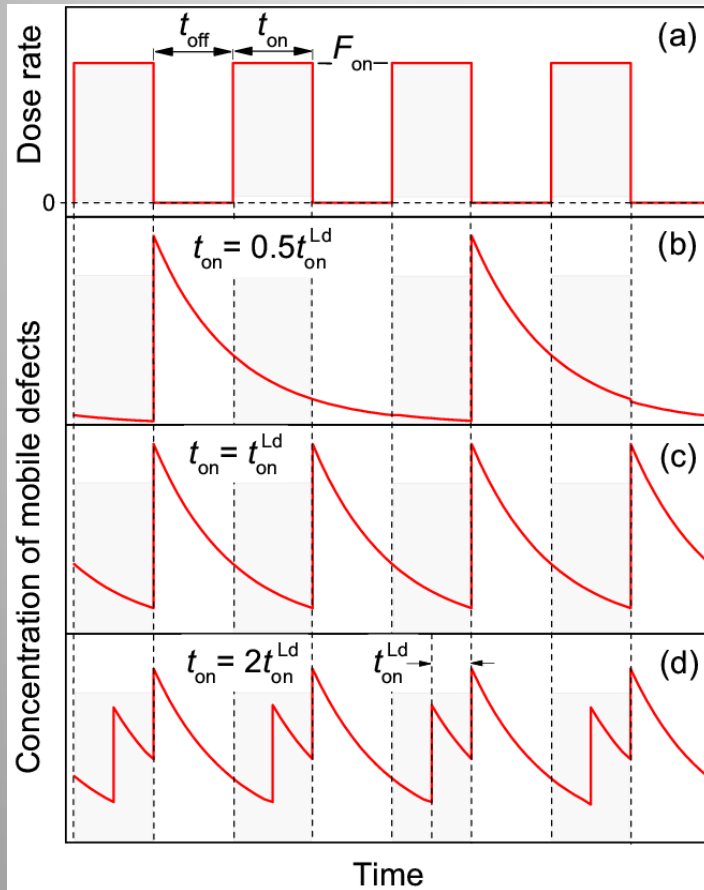 (a)
t_off t_on
F_on
Dose rate
0
(b)
t_on = 0.5t_on^Ld
(c)
t_on = t_on^Ld
(d)
t_on = 2t_on^Ld
t_on^Ld
Concentration of mobile defects
Time